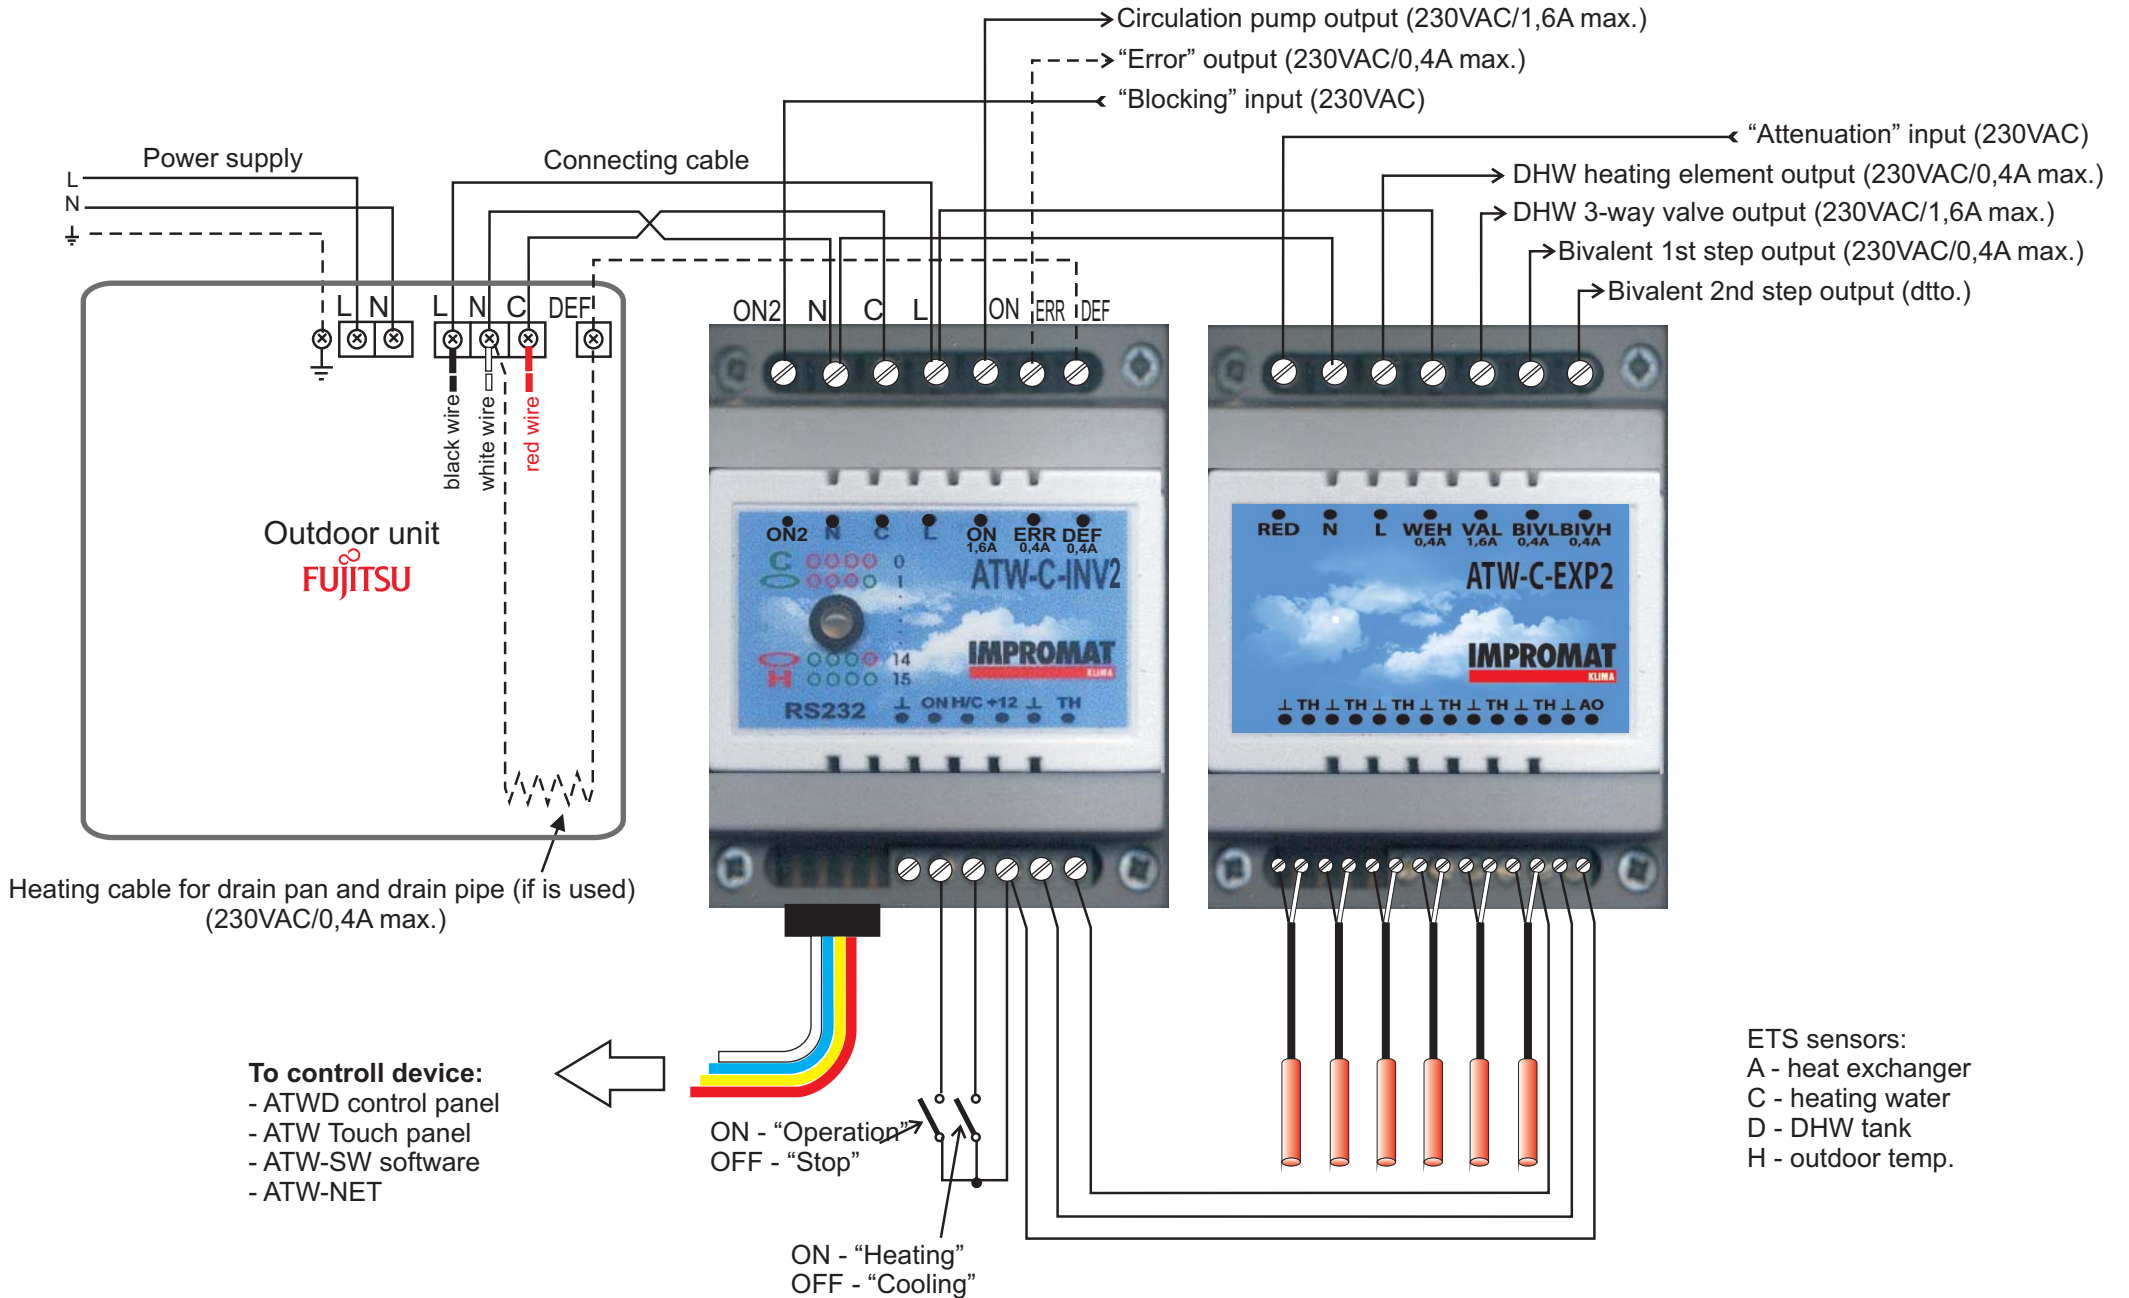 Circulation pump output (230VAC/1,6A max.)
“Error” output (230VAC/0,4A max.)
“Blocking” input (230VAC)
“Attenuation” input (230VAC)
DHW heating element output (230VAC/0,4A max.)
DHW 3-way valve output (230VAC/1,6A max.)
Bivalent 1st step output (230VAC/0,4A max.)
Bivalent 2nd step output (dtto.)
Power supply
Connecting cable
L
N
L N L N C DEF
ON2 N C L ON ERR DEF
black wire
white wire
red wire
Outdoor unit
FUJITSU
Heating cable for drain pan and drain pipe (if is used)
(230VAC/0,4A max.)
ON2 N C L ON ERR DEF
1,6A 0,4A 0,4A
C 0
1
ATW-C-INV2
IMPROMAT
KLIMA
14
H 15
RS232 ⊥ ON H/C +12 ⊥ TH
RED N L WEH VAL BIVL BIVH
0,4A 1,6A 0,4A 0,4A
ATW-C-EXP2
IMPROMAT
KLIMA
⊥ TH ⊥ TH ⊥ TH ⊥ TH ⊥ TH ⊥ TH ⊥ AO
To controll device:
- ATWD control panel
- ATW Touch panel
- ATW-SW software
- ATW-NET
ON - “Operation”
OFF - “Stop”
ON - “Heating”
OFF - “Cooling”
ETS sensors:
A - heat exchanger
C - heating water
D - DHW tank
H - outdoor temp.